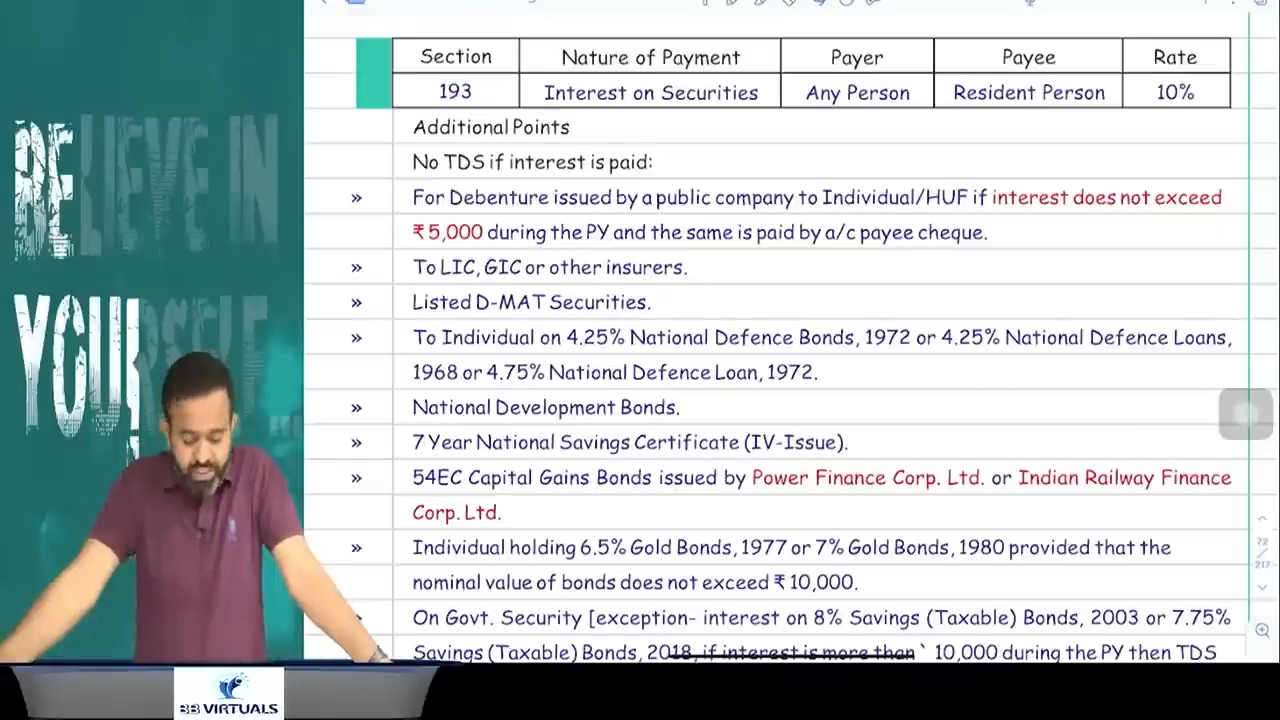 BELIEVE IN
YOURSELF
Section Nature of Payment Payer Payee Rate
193 Interest on Securities Any Person Resident Person 10%
Additional Points
No TDS if interest is paid:
» For Debenture issued by a public company to Individual/HUF if interest does not exceed
₹ 5,000 during the PY and the same is paid by a/c payee cheque.
» To LIC, GIC or other insurers.
» Listed D-MAT Securities.
» To Individual on 4.25% National Defence Bonds, 1972 or 4.25% National Defence Loans,
1968 or 4.75% National Defence Loan, 1972.
» National Development Bonds.
» 7 Year National Savings Certificate (IV-Issue).
» 54EC Capital Gains Bonds issued by Power Finance Corp. Ltd. or Indian Railway Finance
Corp. Ltd.
» Individual holding 6.5% Gold Bonds, 1977 or 7% Gold Bonds, 1980 provided that the
nominal value of bonds does not exceed ₹ 10,000.
On Govt. Security [exception- interest on 8% Savings (Taxable) Bonds, 2003 or 7.75%
Savings (Taxable) Bonds, 2018, if interest is more than ` 10,000 during the PY then TDS
72
/
217
BB VIRTUALS